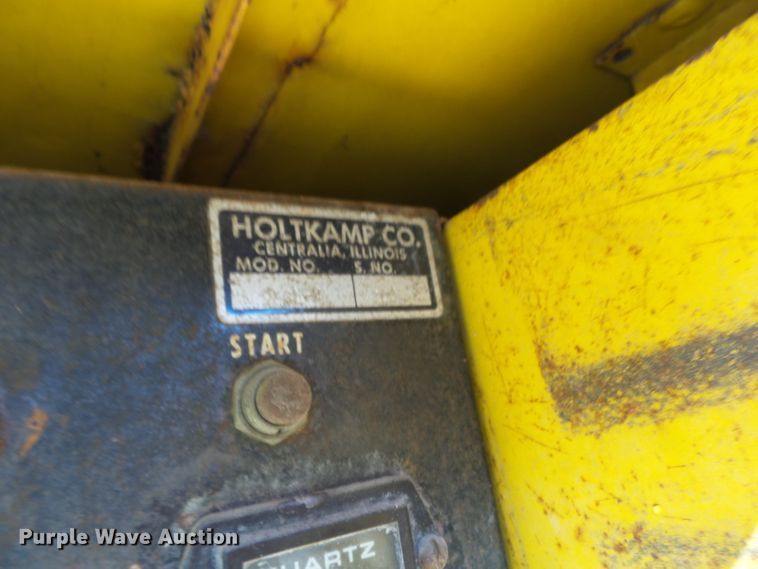 HOLTKAMP CO.
CENTRALIA, ILLINOIS
MOD. NO. S. NO.
START
QUARTZ
Purple Wave Auction